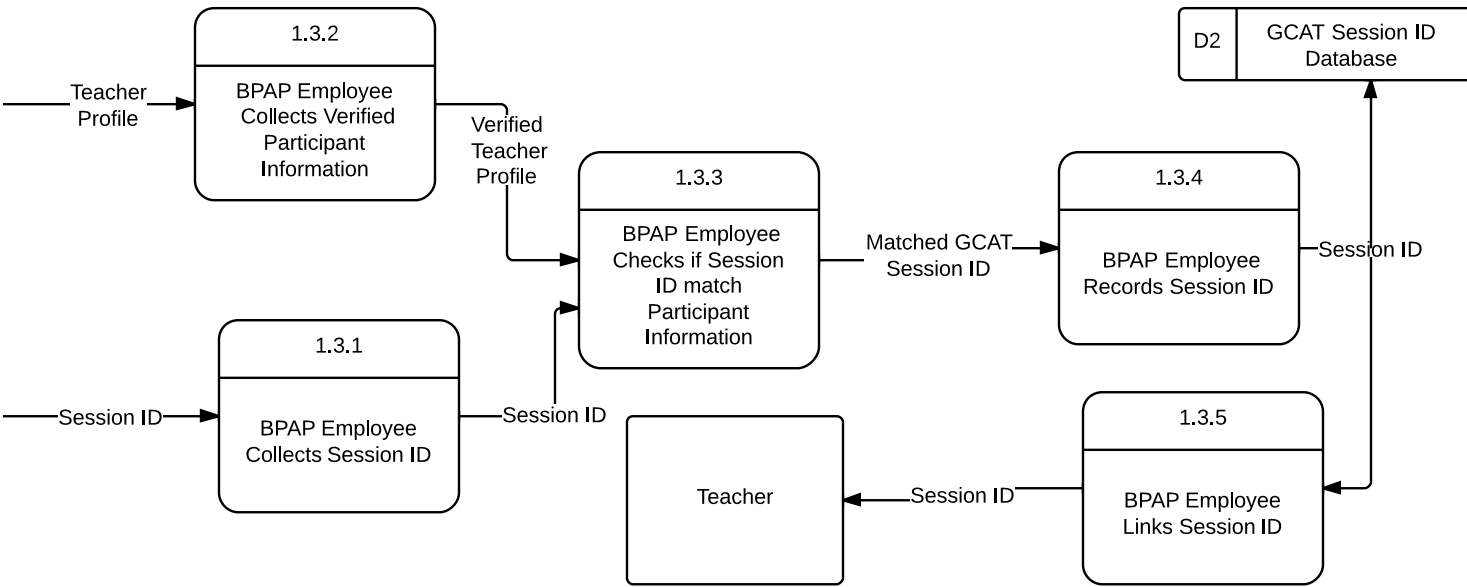 1.3.2
BPAP Employee
Collects Verified
Participant
Information
Teacher
Profile
Verified
Teacher
Profile
1.3.1
BPAP Employee
Collects Session ID
Session ID
Session ID
1.3.3
BPAP Employee
Checks if Session
ID match
Participant
Information
Matched GCAT
Session ID
1.3.4
BPAP Employee
Records Session ID
Session ID
D2
GCAT Session ID
Database
1.3.5
BPAP Employee
Links Session ID
Session ID
Teacher